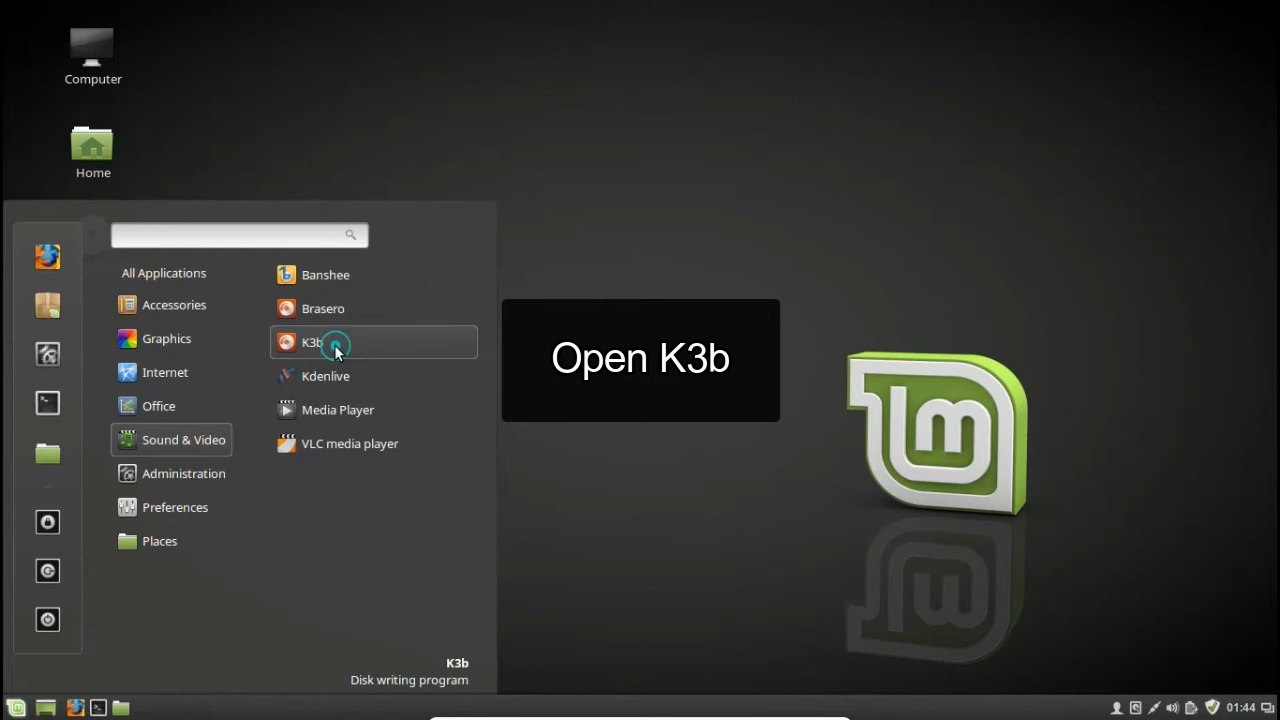 Computer
Home
All Applications
Accessories
Graphics
Internet
Office
Sound & Video
Administration
Preferences
Places
Banshee
Brasero
K3b
Kdenlive
Media Player
VLC media player
Open K3b
K3b
Disk writing program
01:44